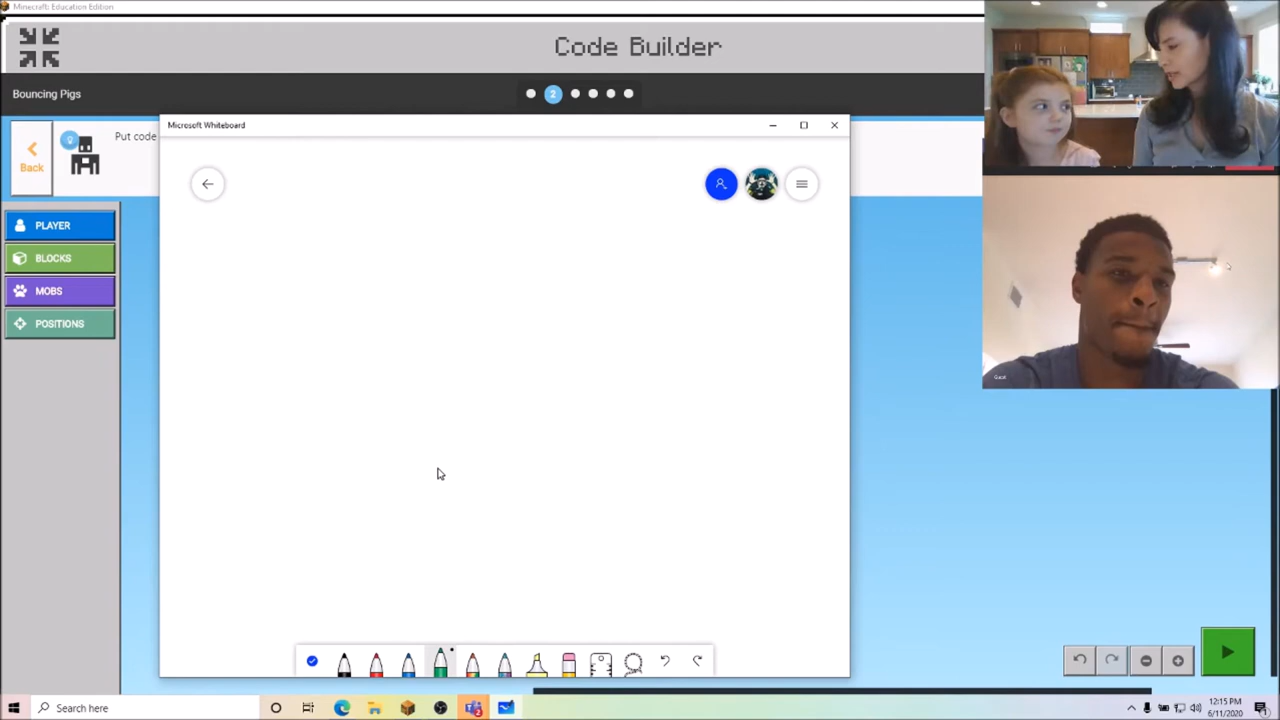 Minecraft: Education Edition
Code Builder
Bouncing Pigs
2
Back
Put code
Microsoft Whiteboard
PLAYER
BLOCKS
MOBS
POSITIONS
Guest
Search here
12:15 PM
6/11/2020